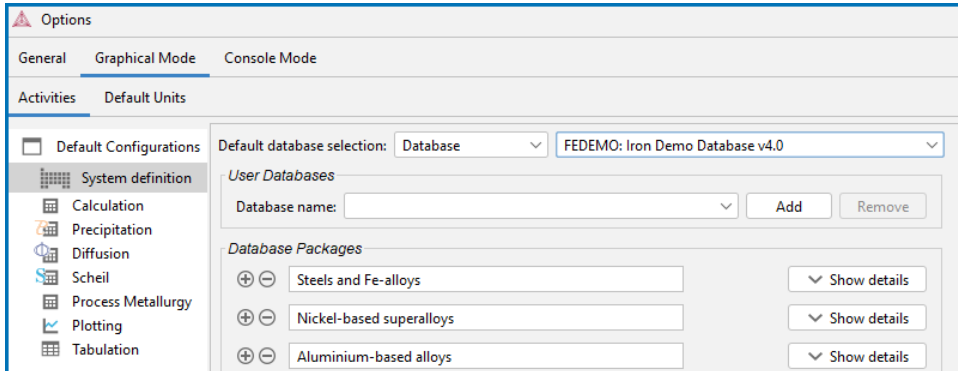 Options
General Graphical Mode Console Mode
Activities Default Units
Default Configurations
System definition
Calculation
Precipitation
Diffusion
Scheil
Process Metallurgy
Plotting
Tabulation
Default database selection: Database FEDEMO: Iron Demo Database v4.0
User Databases
Database name: Add Remove
Database Packages
Steels and Fe-alloys Show details
Nickel-based superalloys Show details
Aluminium-based alloys Show details